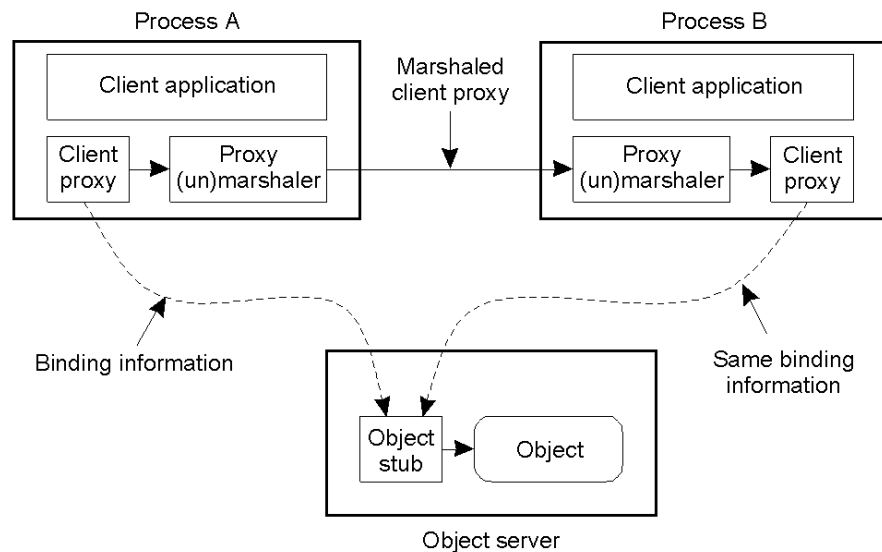 Process A
Process B
Client application
Marshaled
client proxy
Client application
Client
proxy
Proxy
(un)marshaler
Proxy
(un)marshaler
Client
proxy
Binding information
Same binding
information
Object
stub
Object
Object server